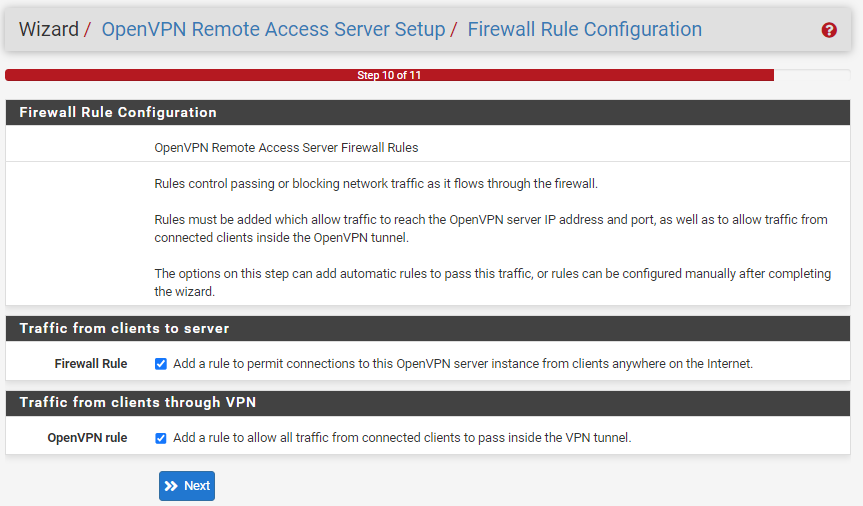 Wizard / OpenVPN Remote Access Server Setup / Firewall Rule Configuration
Step 10 of 11
Firewall Rule Configuration
OpenVPN Remote Access Server Firewall Rules
Rules control passing or blocking network traffic as it flows through the firewall.
Rules must be added which allow traffic to reach the OpenVPN server IP address and port, as well as to allow traffic from
connected clients inside the OpenVPN tunnel.
The options on this step can add automatic rules to pass this traffic, or rules can be configured manually after completing
the wizard.
Traffic from clients to server
Firewall Rule Add a rule to permit connections to this OpenVPN server instance from clients anywhere on the Internet.
Traffic from clients through VPN
OpenVPN rule Add a rule to allow all traffic from connected clients to pass inside the VPN tunnel.
Next